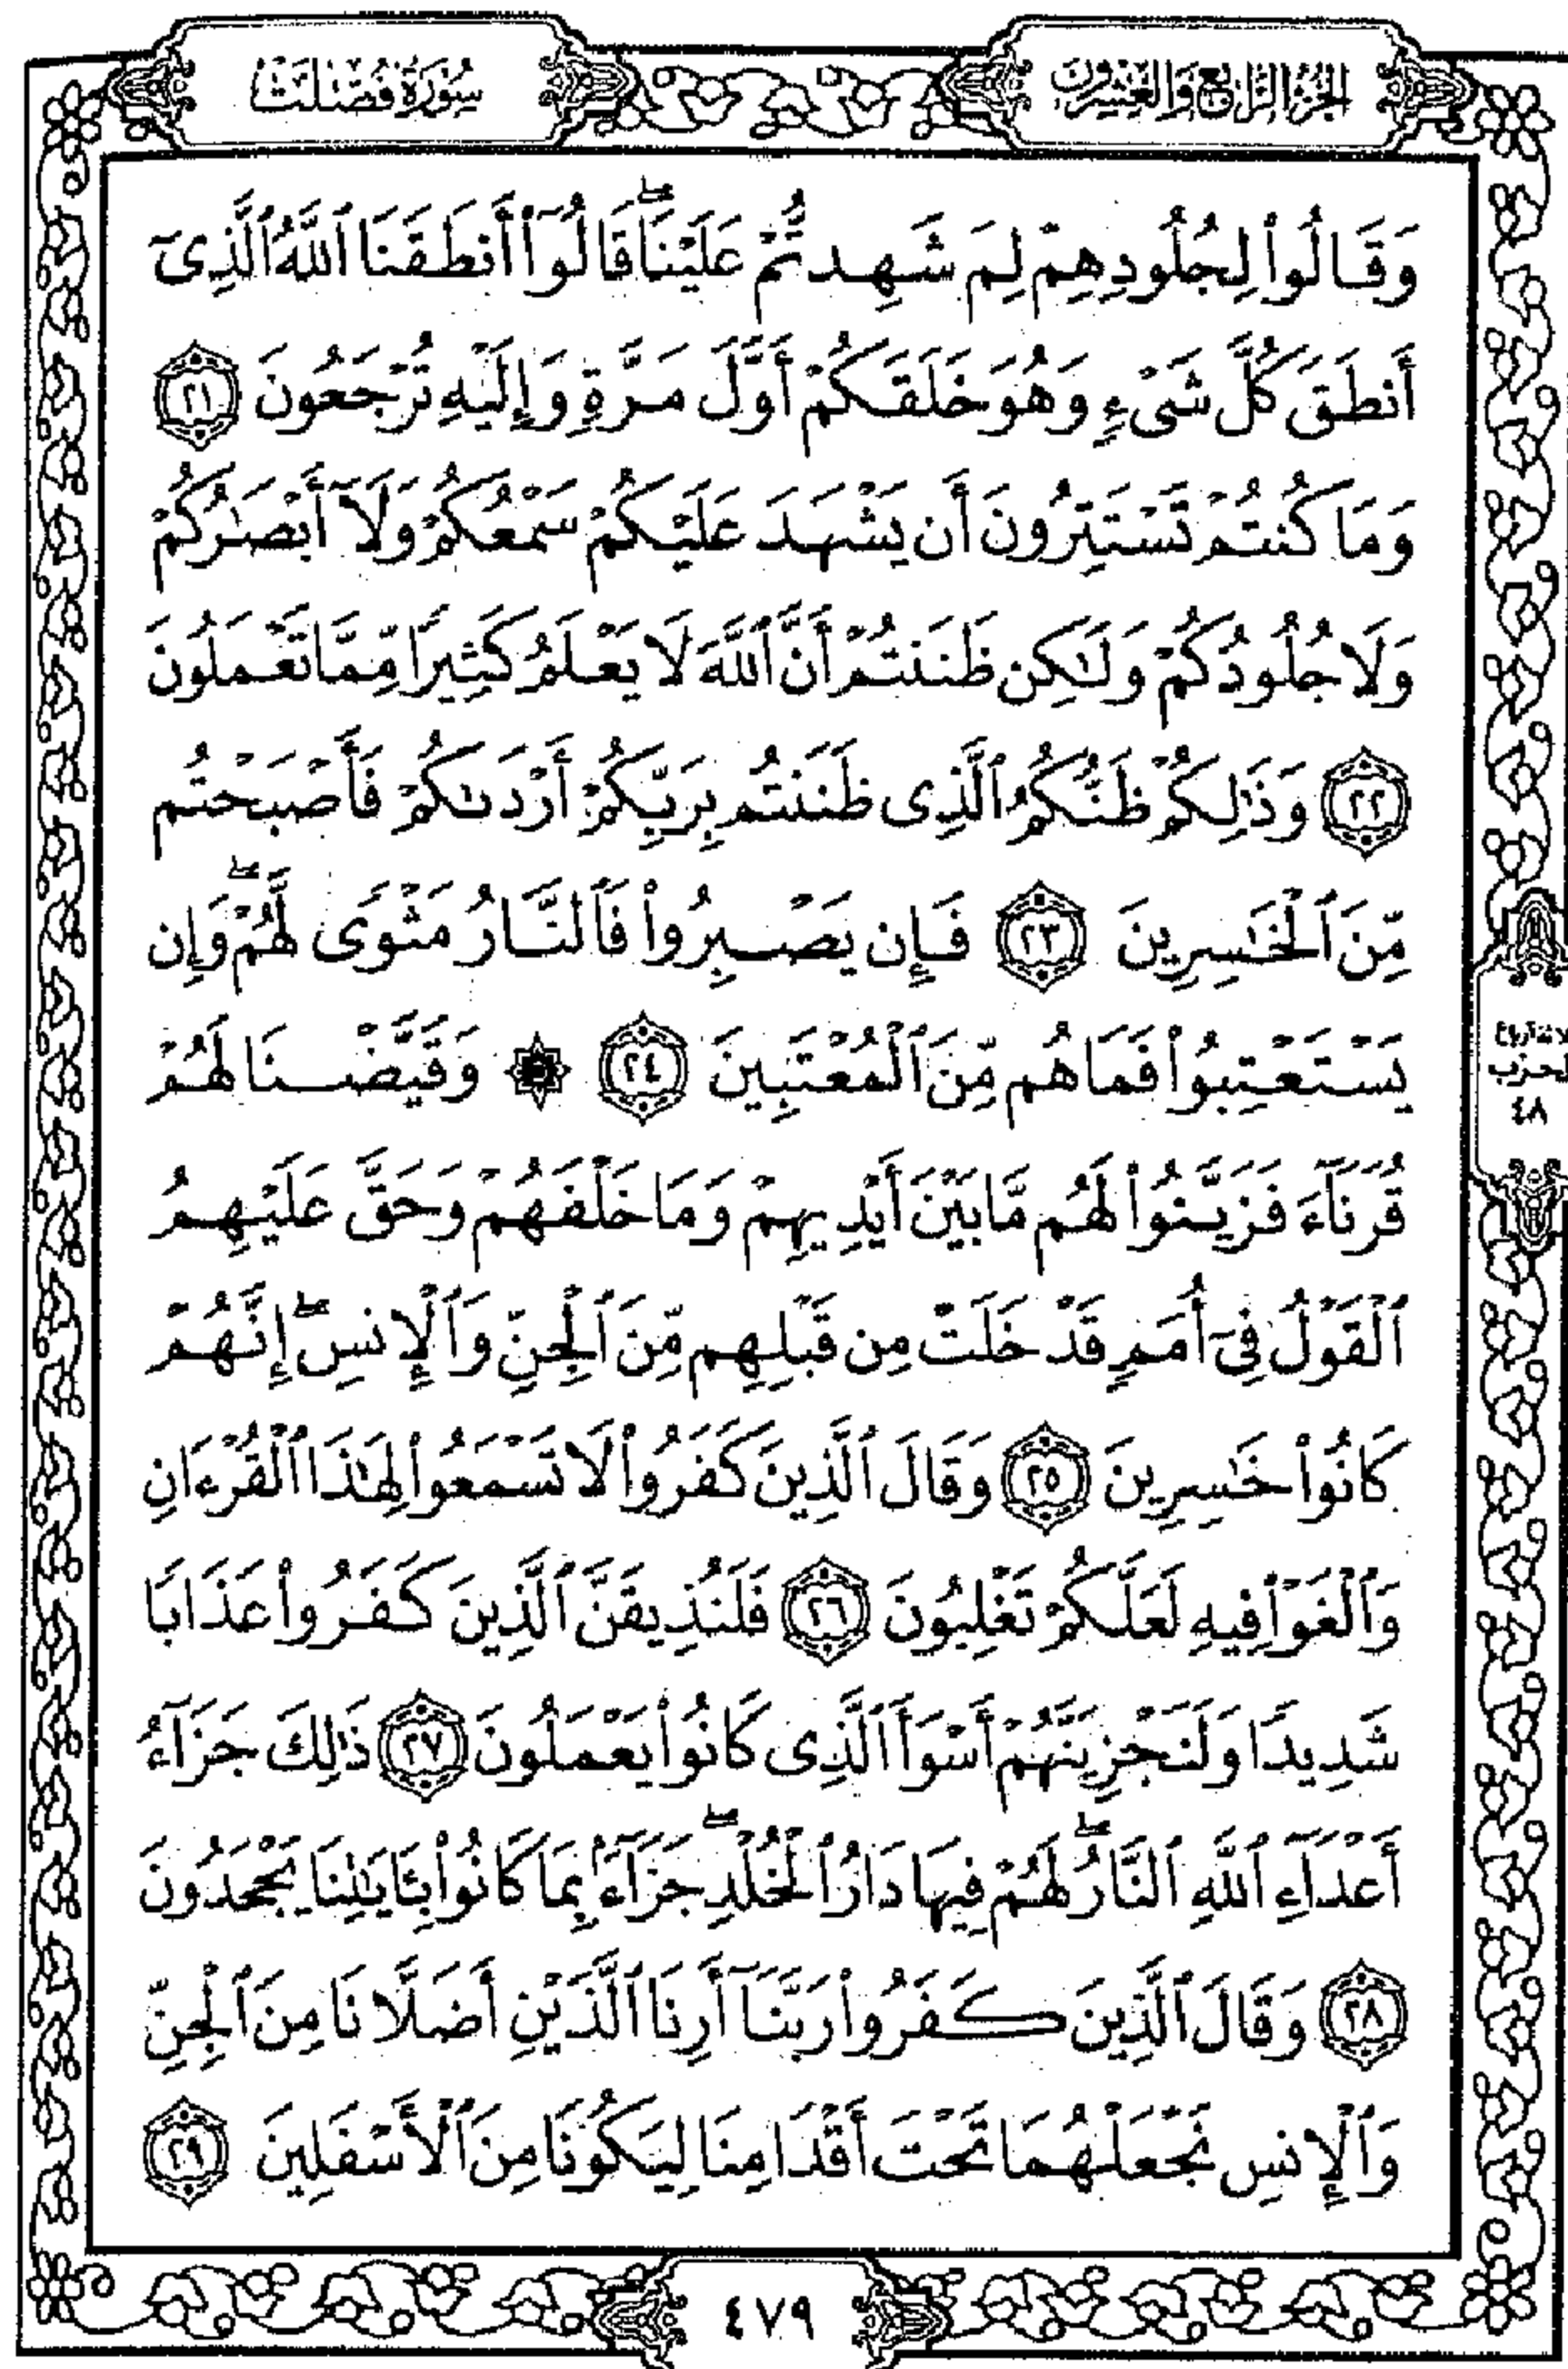 الجزء الرابع والعشرون
سورة فصلت
وَقَالُوا۟ لِجُلُودِهِمْ لِمَ شَهِدتُّمْ عَلَيْنَا ۖ قَالُوٓا۟ أَنطَقَنَا ٱللَّهُ ٱلَّذِىٓ
أَنطَقَ كُلَّ شَىْءٍ وَهُوَ خَلَقَكُمْ أَوَّلَ مَرَّةٍ وَإِلَيْهِ تُرْجَعُونَ ٢١
وَمَا كُنتُمْ تَسْتَتِرُونَ أَن يَشْهَدَ عَلَيْكُمْ سَمْعُكُمْ وَلَآ أَبْصَٰرُكُمْ
وَلَا جُلُودُكُمْ وَلَٰكِن ظَنَنتُمْ أَنَّ ٱللَّهَ لَا يَعْلَمُ كَثِيرًا مِّمَّا تَعْمَلُونَ
٢٢ وَذَٰلِكُمْ ظَنُّكُمُ ٱلَّذِى ظَنَنتُم بِرَبِّكُمْ أَرْدَىٰكُمْ فَأَصْبَحْتُم
مِّنَ ٱلْخَٰسِرِينَ ٢٣ فَإِن يَصْبِرُوا۟ فَٱلنَّارُ مَثْوًى لَّهُمْ ۖ وَإِن
يَسْتَعْتِبُوا۟ فَمَا هُم مِّنَ ٱلْمُعْتَبِينَ ٢٤ ۞ وَقَيَّضْنَا لَهُمْ
قُرَنَآءَ فَزَيَّنُوا۟ لَهُم مَّا بَيْنَ أَيْدِيهِمْ وَمَا خَلْفَهُمْ وَحَقَّ عَلَيْهِمُ
ٱلْقَوْلُ فِىٓ أُمَمٍ قَدْ خَلَتْ مِن قَبْلِهِم مِّنَ ٱلْجِنِّ وَٱلْإِنسِ ۖ إِنَّهُمْ
كَانُوا۟ خَٰسِرِينَ ٢٥ وَقَالَ ٱلَّذِينَ كَفَرُوا۟ لَا تَسْمَعُوا۟ لِهَٰذَا ٱلْقُرْءَانِ
وَٱلْغَوْا۟ فِيهِ لَعَلَّكُمْ تَغْلِبُونَ ٢٦ فَلَنُذِيقَنَّ ٱلَّذِينَ كَفَرُوا۟ عَذَابًا
شَدِيدًا وَلَنَجْزِيَنَّهُمْ أَسْوَأَ ٱلَّذِى كَانُوا۟ يَعْمَلُونَ ٢٧ ذَٰلِكَ جَزَآءُ
أَعْدَآءِ ٱللَّهِ ٱلنَّارُ ۖ لَهُمْ فِيهَا دَارُ ٱلْخُلْدِ ۖ جَزَآءًۢ بِمَا كَانُوا۟ بِـَٔايَٰتِنَا يَجْحَدُونَ
٢٨ وَقَالَ ٱلَّذِينَ كَفَرُوا۟ رَبَّنَآ أَرِنَا ٱلَّذَيْنِ أَضَلَّانَا مِنَ ٱلْجِنِّ
وَٱلْإِنسِ نَجْعَلْهُمَا تَحْتَ أَقْدَامِنَا لِيَكُونَا مِنَ ٱلْأَسْفَلِينَ ٢٩
٤٨
٤٧٩